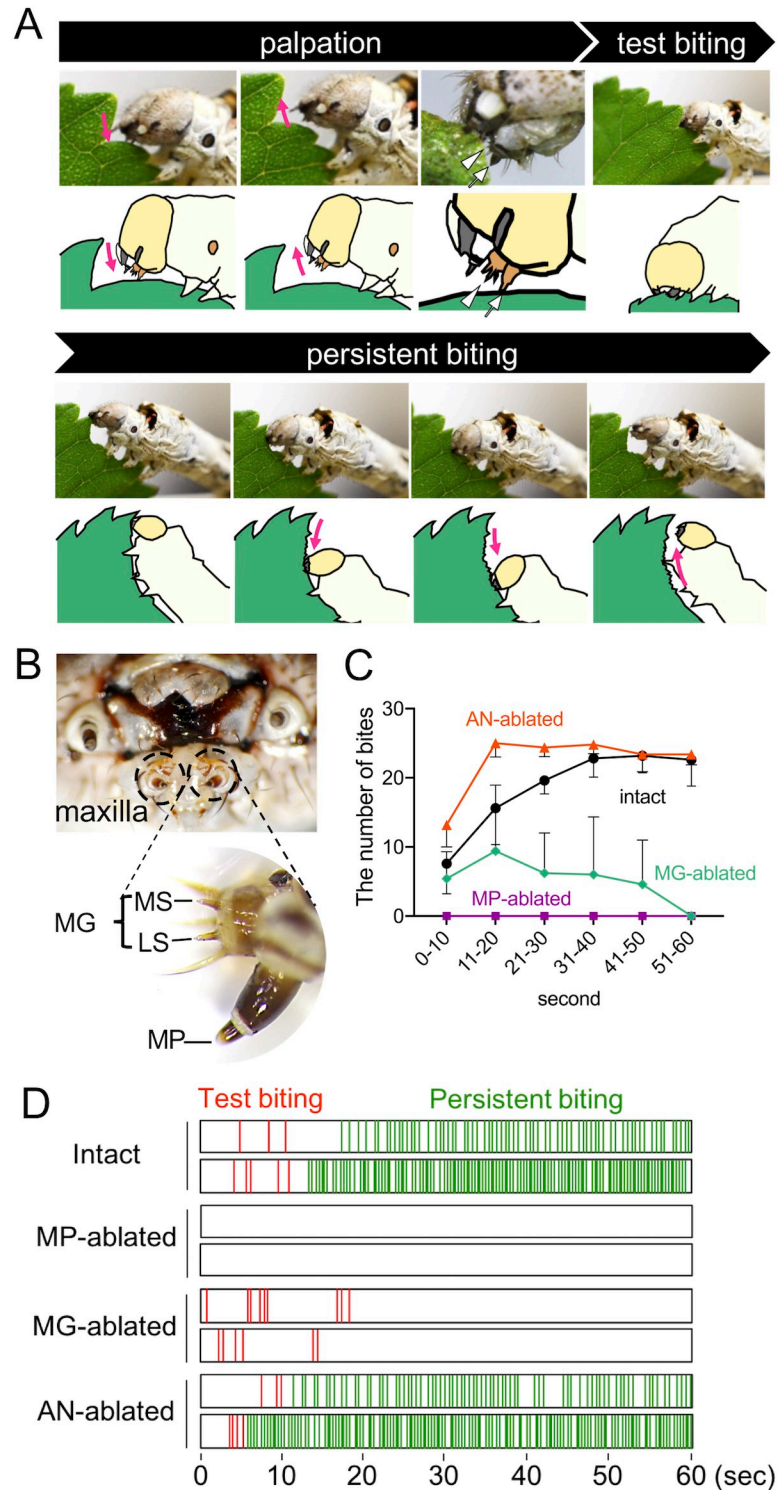 A
palpation
test biting
persistent biting
B
maxilla
MG
MS
LS
MP
C
The number of bites
30
20
10
0
AN-ablated
intact
MG-ablated
MP-ablated
0-10
11-20
21-30
31-40
41-50
51-60
second
D
Test biting
Persistent biting
Intact
MP-ablated
MG-ablated
AN-ablated
0
10
20
30
40
50
60
(sec)